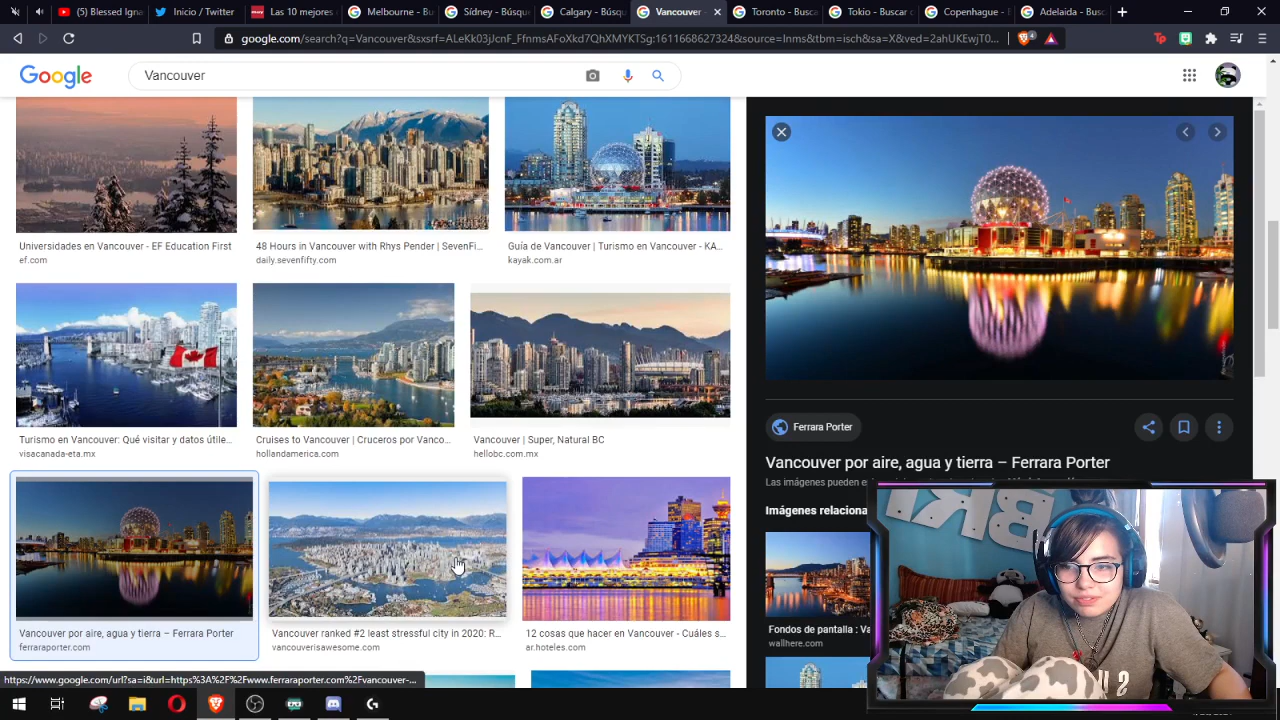 (5) Blessed Igna
Inicio / Twitter
Las 10 mejores
Melbourne - Bu
Sídney - Búsqu
Calgary - Búsqu
Vancouver -
Toronto - Busca
Tokio - Buscar c
Copenhague - B
Adelaida - Busc
google.com/search?q=Vancouver&sxsrf=ALeKk03jJcnF_FfnmsAFoXkd7QhXMYKTSg:1611668627324&source=lnms&tbm=isch&sa=X&ved=2ahUKEwjT0...
4
Google
Vancouver
Universidades en Vancouver - EF Education First
ef.com
48 Hours in Vancouver with Rhys Pender | SevenFi...
daily.sevenfifty.com
Guía de Vancouver | Turismo en Vancouver - KA...
kayak.com.ar
Turismo en Vancouver: Qué visitar y datos útile...
visacanada-eta.mx
Cruises to Vancouver | Cruceros por Vanco...
hollandamerica.com
Vancouver | Super, Natural BC
hellobc.com.mx
Vancouver por aire, agua y tierra – Ferrara Porter
ferraraporter.com
Vancouver ranked #2 least stressful city in 2020: R...
vancouverisawesome.com
12 cosas que hacer en Vancouver - Cuáles s...
ar.hoteles.com
https://www.google.com/url?sa=i&url=https%3A%2F%2Fwww.ferraraporter.com%2Fvancouver-...
Ferrara Porter
Vancouver por aire, agua y tierra – Ferrara Porter
Las imágenes pueden e
Imágenes relaciona
Fondos de pantalla : Va
wallhere.com